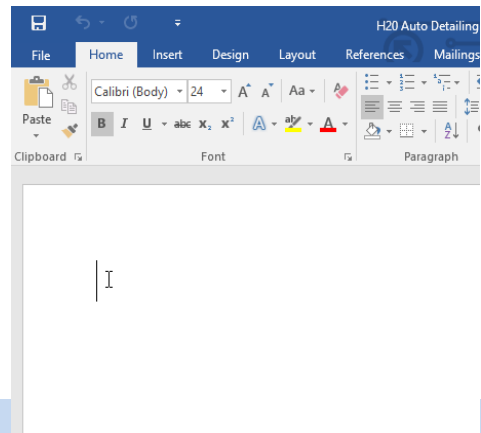 H20 Auto Detailing
File Home Insert Design Layout References Mailings
Calibri (Body) 24 A A Aa
Paste
B I U abc X₂ X² A aby A
Clipboard Font Paragraph